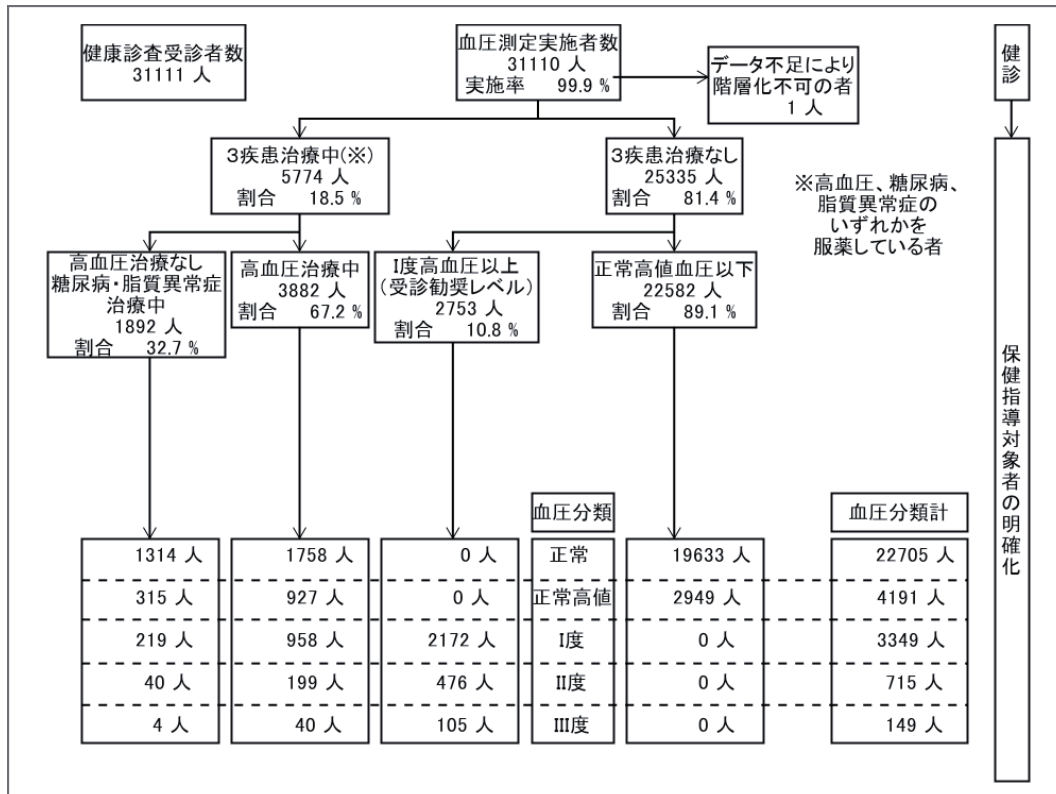 健康診査受診者数
31111 人
血圧測定実施者数
31110 人
実施率 99.9 %
データ不足により
階層化不可の者
1 人
健診
3疾患治療中(※)
5774 人
割合 18.5 %
3疾患治療なし
25335 人
割合 81.4 %
※高血圧、糖尿病、
脂質異常症の
いずれかを
服薬している者
高血圧治療なし
糖尿病・脂質異常症
治療中
1892 人
割合 32.7 %
高血圧治療中
3882 人
割合 67.2 %
I度高血圧以上
(受診勧奨レベル)
2753 人
割合 10.8 %
正常高値血圧以下
22582 人
割合 89.1 %
保健指導対象者の明確化
血圧分類
血圧分類計
1314 人 1758 人 0 人 正常 19633 人 22705 人
315 人 927 人 0 人 正常高値 2949 人 4191 人
219 人 958 人 2172 人 I度 0 人 3349 人
40 人 199 人 476 人 II度 0 人 715 人
4 人 40 人 105 人 III度 0 人 149 人